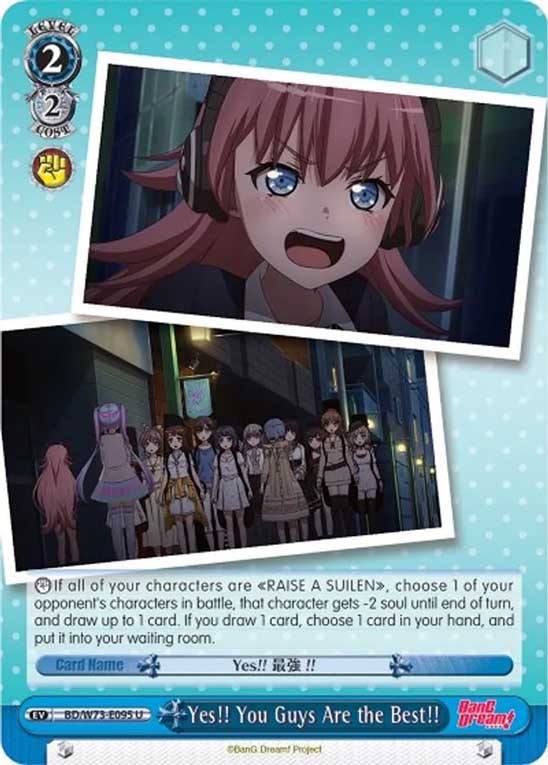 LEVEL
2
2
COST
If all of your characters are «RAISE A SUILEN», choose 1 of your
opponent's characters in battle, that character gets -2 soul until end of turn,
and draw up to 1 card. If you draw 1 card, choose 1 card in your hand, and
put it into your waiting room.
Card Name Yes!! 最強 !!
EV BD/W73-E095 U Yes!! You Guys Are the Best!! BanG Dream!
©BanG Dream! Project